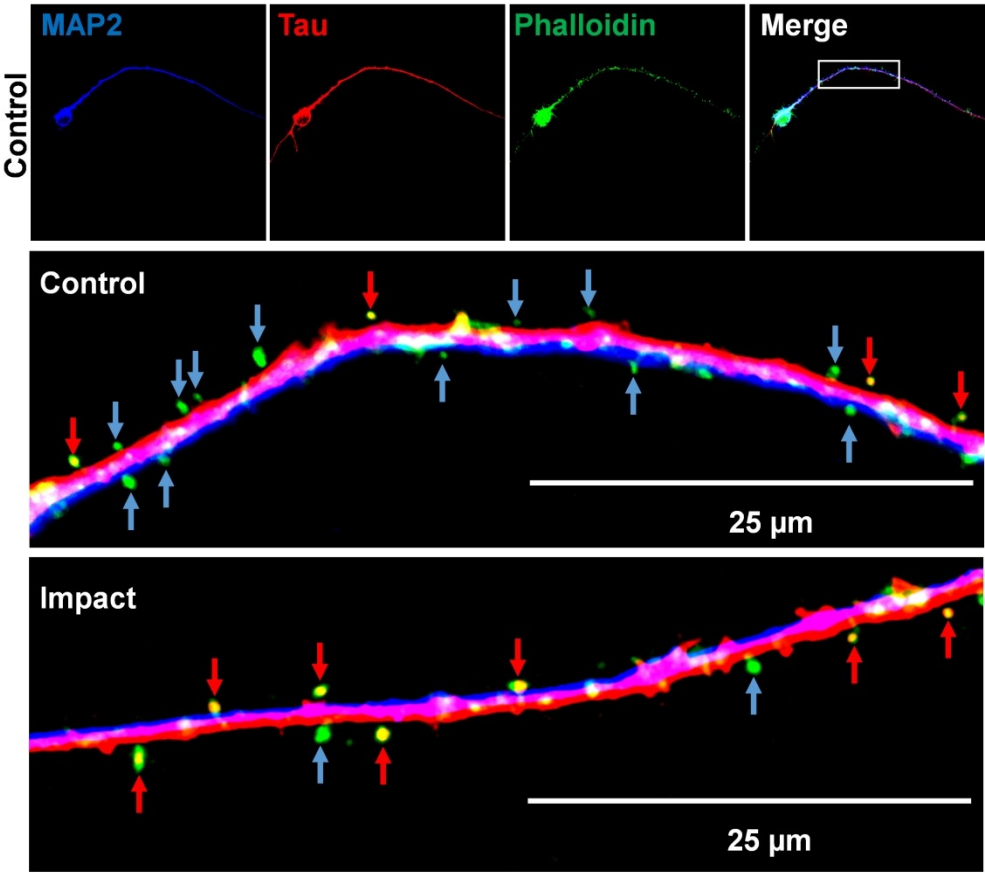 MAP2
Tau
Phalloidin
Merge
Control
Control
25 µm
Impact
25 µm